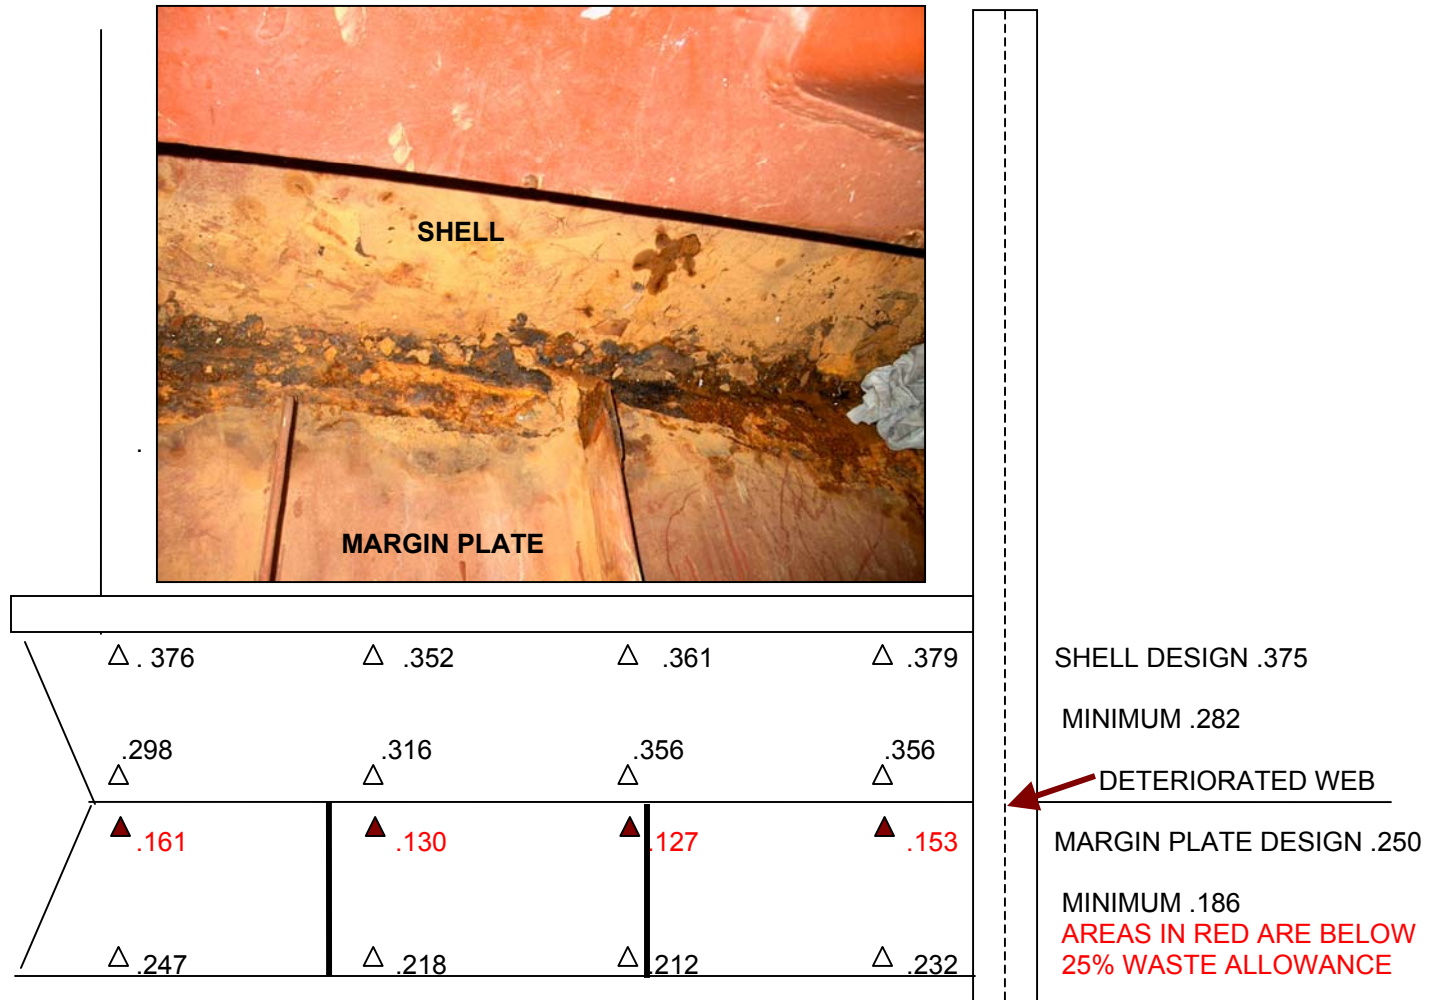 SHELL
MARGIN PLATE
. 376 .352 .361 .379
SHELL DESIGN .375
MINIMUM .282
.298 .316 .356 .356
DETERIORATED WEB
.161 .130 .127 .153
MARGIN PLATE DESIGN .250
MINIMUM .186
AREAS IN RED ARE BELOW
25% WASTE ALLOWANCE
.247 .218 .212 .232